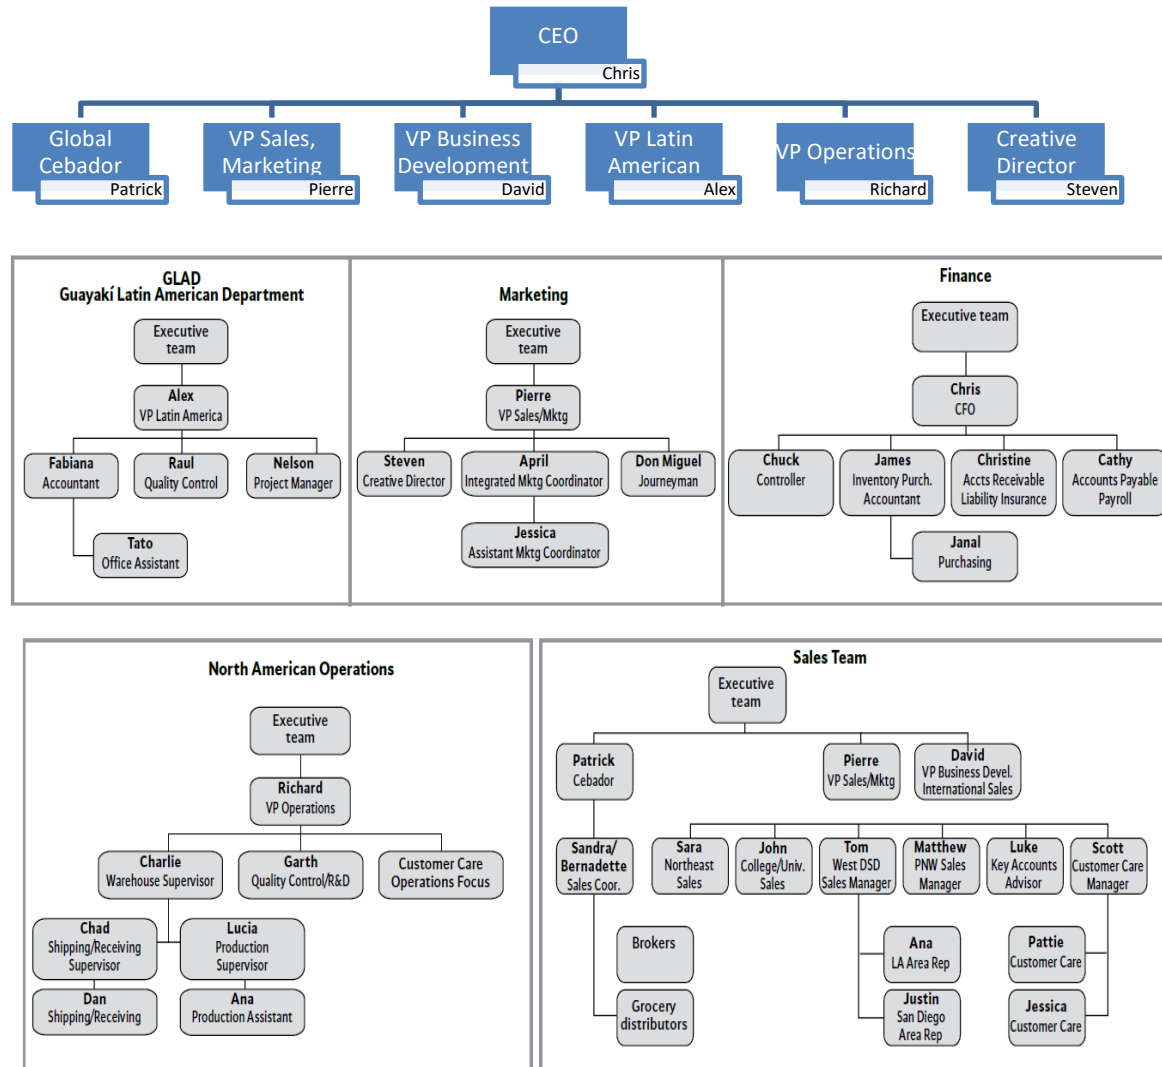 CEO
Chris
Global
Cebador
Patrick
VP Sales,
Marketing
Pierre
VP Business
Development
David
VP Latin
American
Alex
VP Operations
Richard
Creative
Director
Steven
GLAD
Guayakí Latin American Department
Executive
team
Alex
VP Latin America
Fabiana
Accountant
Raul
Quality Control
Nelson
Project Manager
Tato
Office Assistant
Marketing
Executive
team
Pierre
VP Sales/Mktg
Steven
Creative Director
April
Integrated Mktg Coordinator
Don Miguel
Journeyman
Jessica
Assistant Mktg Coordinator
Finance
Executive team
Chris
CFO
Chuck
Controller
James
Inventory Purch.
Accountant
Christine
Accts Receivable
Liability Insurance
Cathy
Accounts Payable
Payroll
Janal
Purchasing
North American Operations
Executive
team
Richard
VP Operations
Charlie
Warehouse Supervisor
Garth
Quality Control/R&D
Customer Care
Operations Focus
Chad
Shipping/Receiving
Supervisor
Lucia
Production
Supervisor
Dan
Shipping/Receiving
Ana
Production Assistant
Sales Team
Executive
team
Patrick
Cebador
Pierre
VP Sales/Mktg
David
VP Business Devel.
International Sales
Sandra/
Bernadette
Sales Coor.
Sara
Northeast
Sales
John
College/Univ.
Sales
Tom
West DSD
Sales Manager
Matthew
PNW Sales
Manager
Luke
Key Accounts
Advisor
Scott
Customer Care
Manager
Brokers
Grocery
distributors
Ana
LA Area Rep
Justin
San Diego
Area Rep
Pattie
Customer Care
Jessica
Customer Care